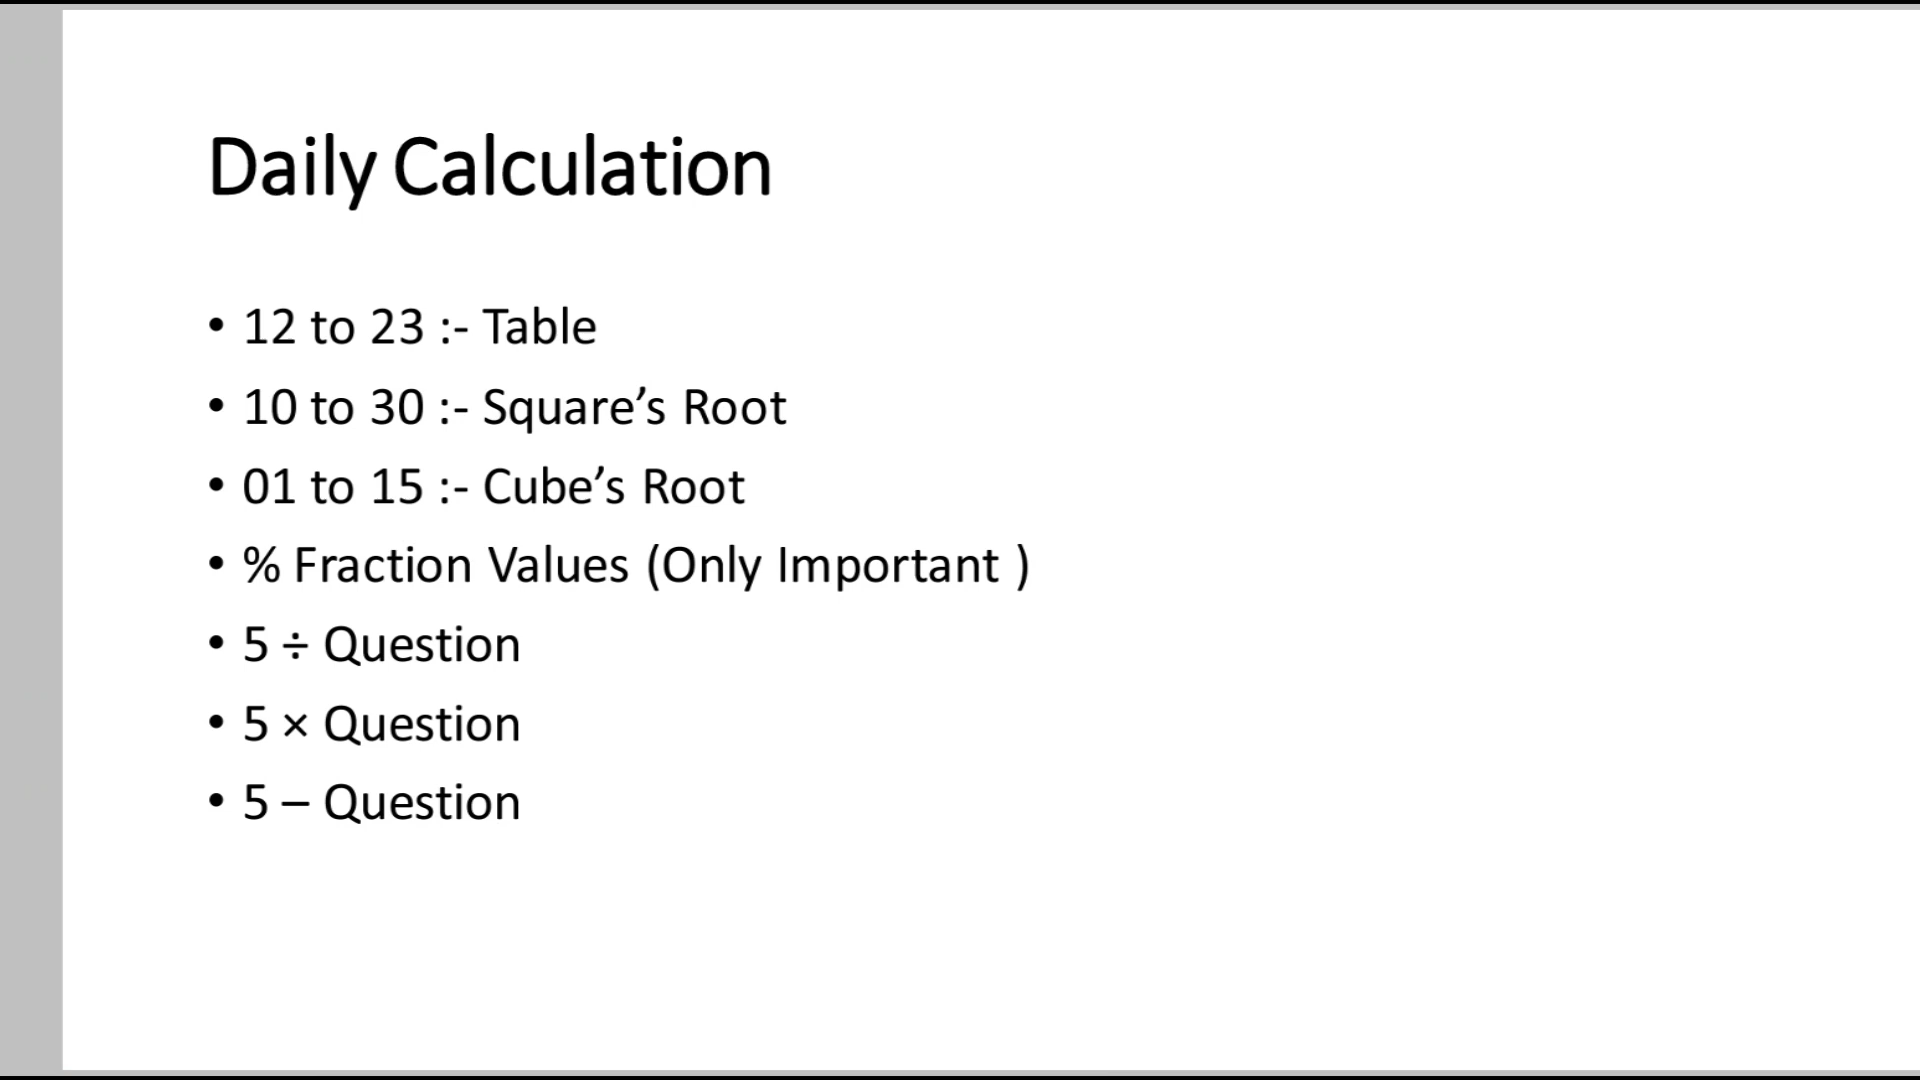 Daily Calculation
• 12 to 23 :- Table
• 10 to 30 :- Square’s Root
• 01 to 15 :- Cube’s Root
• % Fraction Values (Only Important )
• 5 ÷ Question
• 5 × Question
• 5 – Question